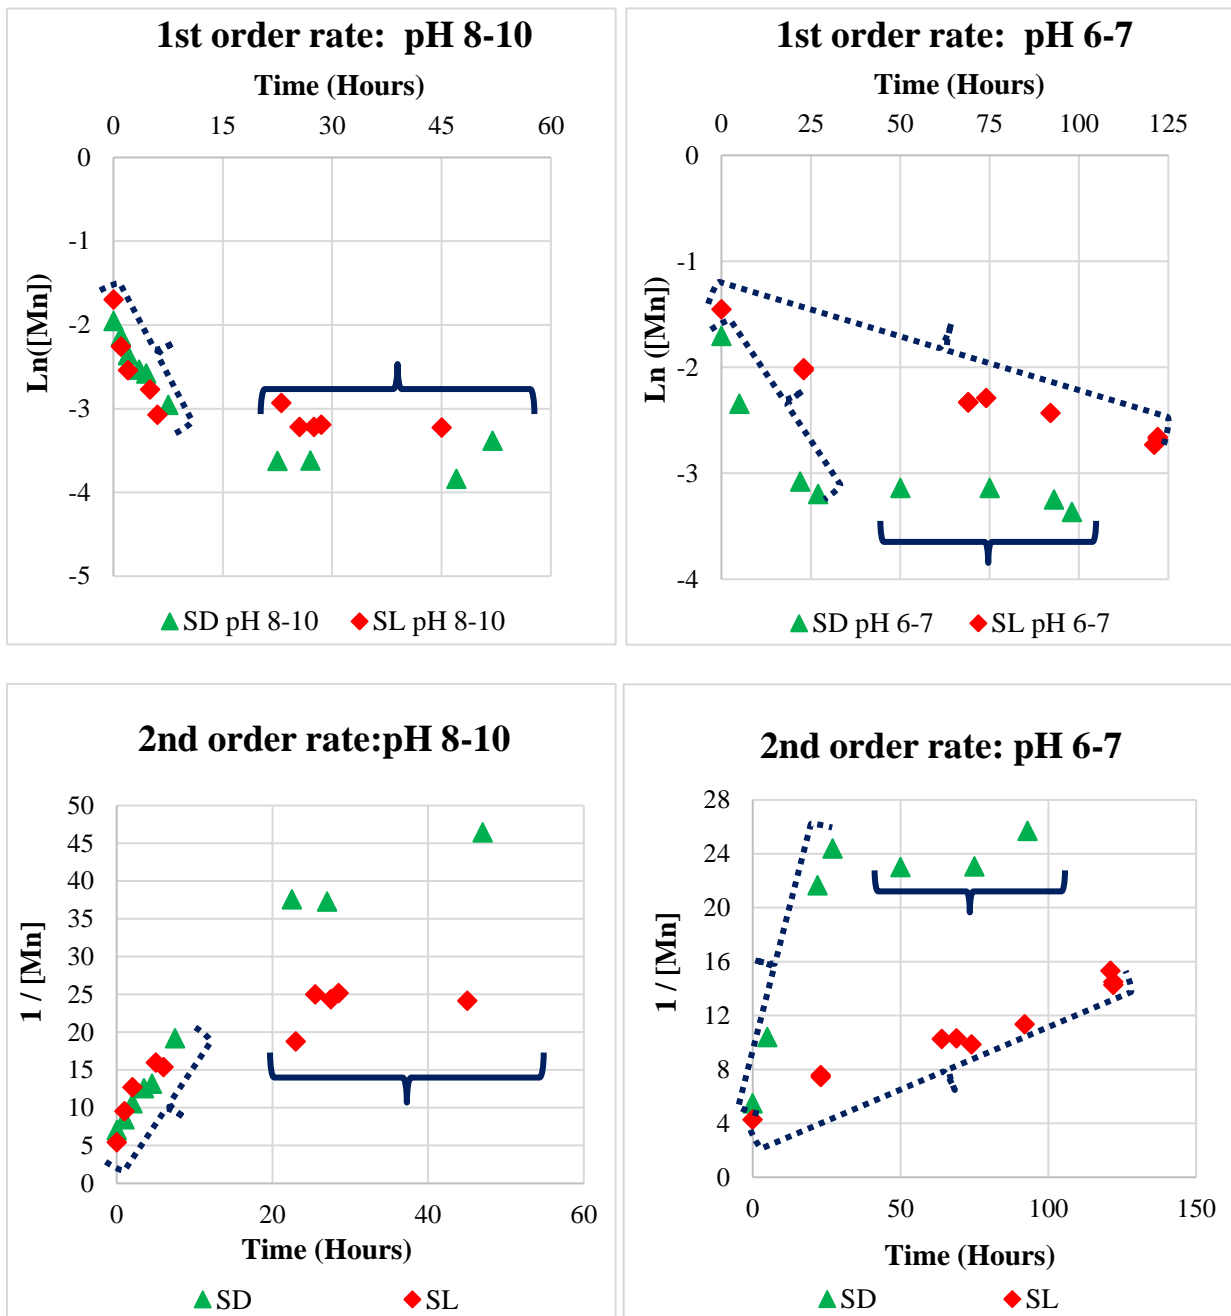 1st order rate:  pH 8-10
Time (Hours)
0 15 30 45 60
0
-1
-2
-3
-4
-5
Ln([Mn])
SD pH 8-10 SL pH 8-10
1st order rate:  pH 6-7
Time (Hours)
0 25 50 75 100 125
0
-1
-2
-3
-4
Ln ([Mn])
SD pH 6-7 SL pH 6-7
2nd order rate:pH 8-10
50
45
40
35
30
25
20
15
10
5
0
1 / [Mn]
0 20 40 60
Time (Hours)
SD SL
2nd order rate: pH 6-7
28
24
20
16
12
8
4
0
1 / [Mn]
0 50 100 150
Time (Hours)
SD SL